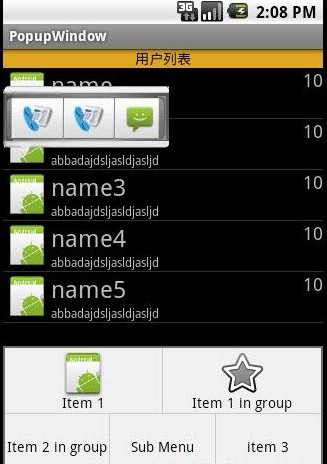 3G 2:08 PM
PopupWindow
用户列表
name
10
10
abbadajdsljasldjasljd
name3
10
abbadajdsljasldjasljd
name4
10
abbadajdsljasldjasljd
name5
10
abbadajdsljasldjasljd
Item 1
Item 1 in group
Item 2 in group
Sub Menu
item 3